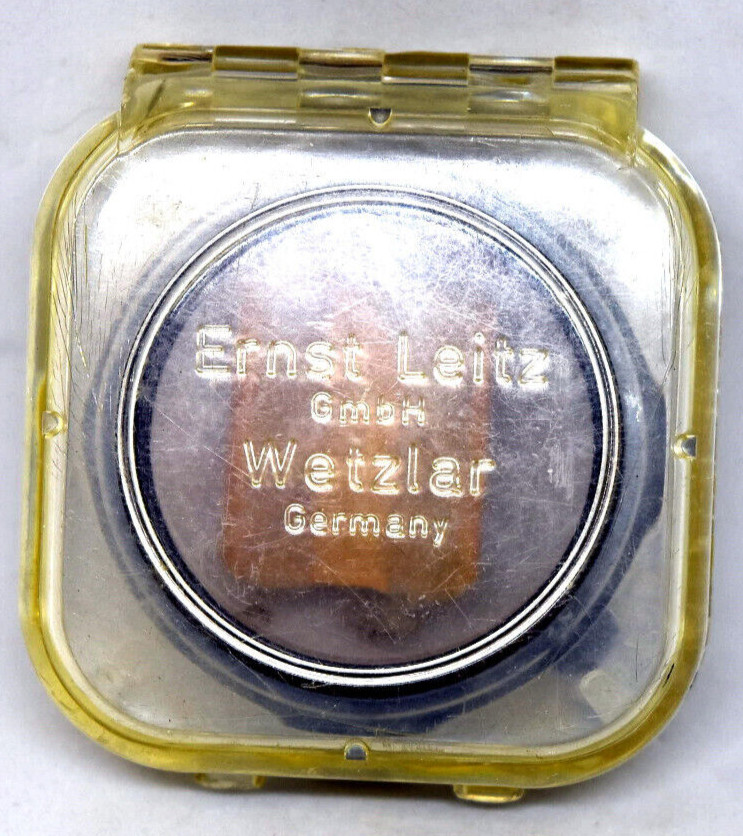 Ernst Leitz
GmbH
Wetzlar
Germany